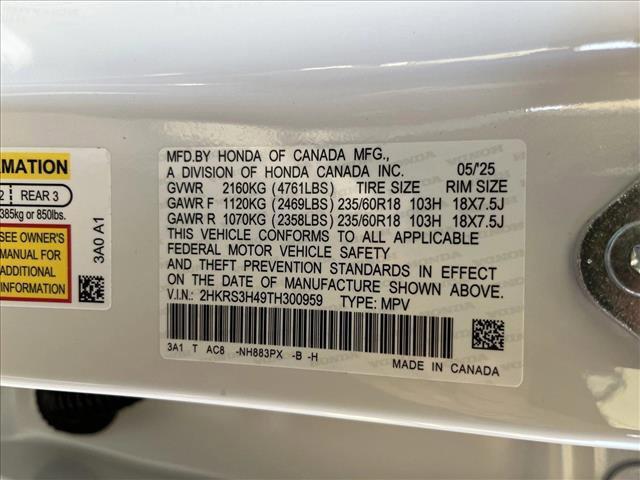 MFD.BY HONDA OF CANADA MFG.,
A DIVISION OF HONDA CANADA INC. 05/'25
GVWR 2160KG (4761LBS) TIRE SIZE RIM SIZE
GAWR F 1120KG (2469LBS) 235/60R18 103H 18X7.5J
GAWR R 1070KG (2358LBS) 235/60R18 103H 18X7.5J
THIS VEHICLE CONFORMS TO ALL APPLICABLE
FEDERAL MOTOR VEHICLE SAFETY
AND THEFT PREVENTION STANDARDS IN EFFECT
ON THE DATE OF MANUFACTURE SHOWN ABOVE.
V.I.N.: 2HKRS3H49TH300959 TYPE: MPV
3A1 T AC8 -NH883PX -B -H
MADE IN CANADA
RMATION
2 REAR 3
385kg or 850lbs.
SEE OWNER'S
MANUAL FOR
ADDITIONAL
INFORMATION
3A0 A1